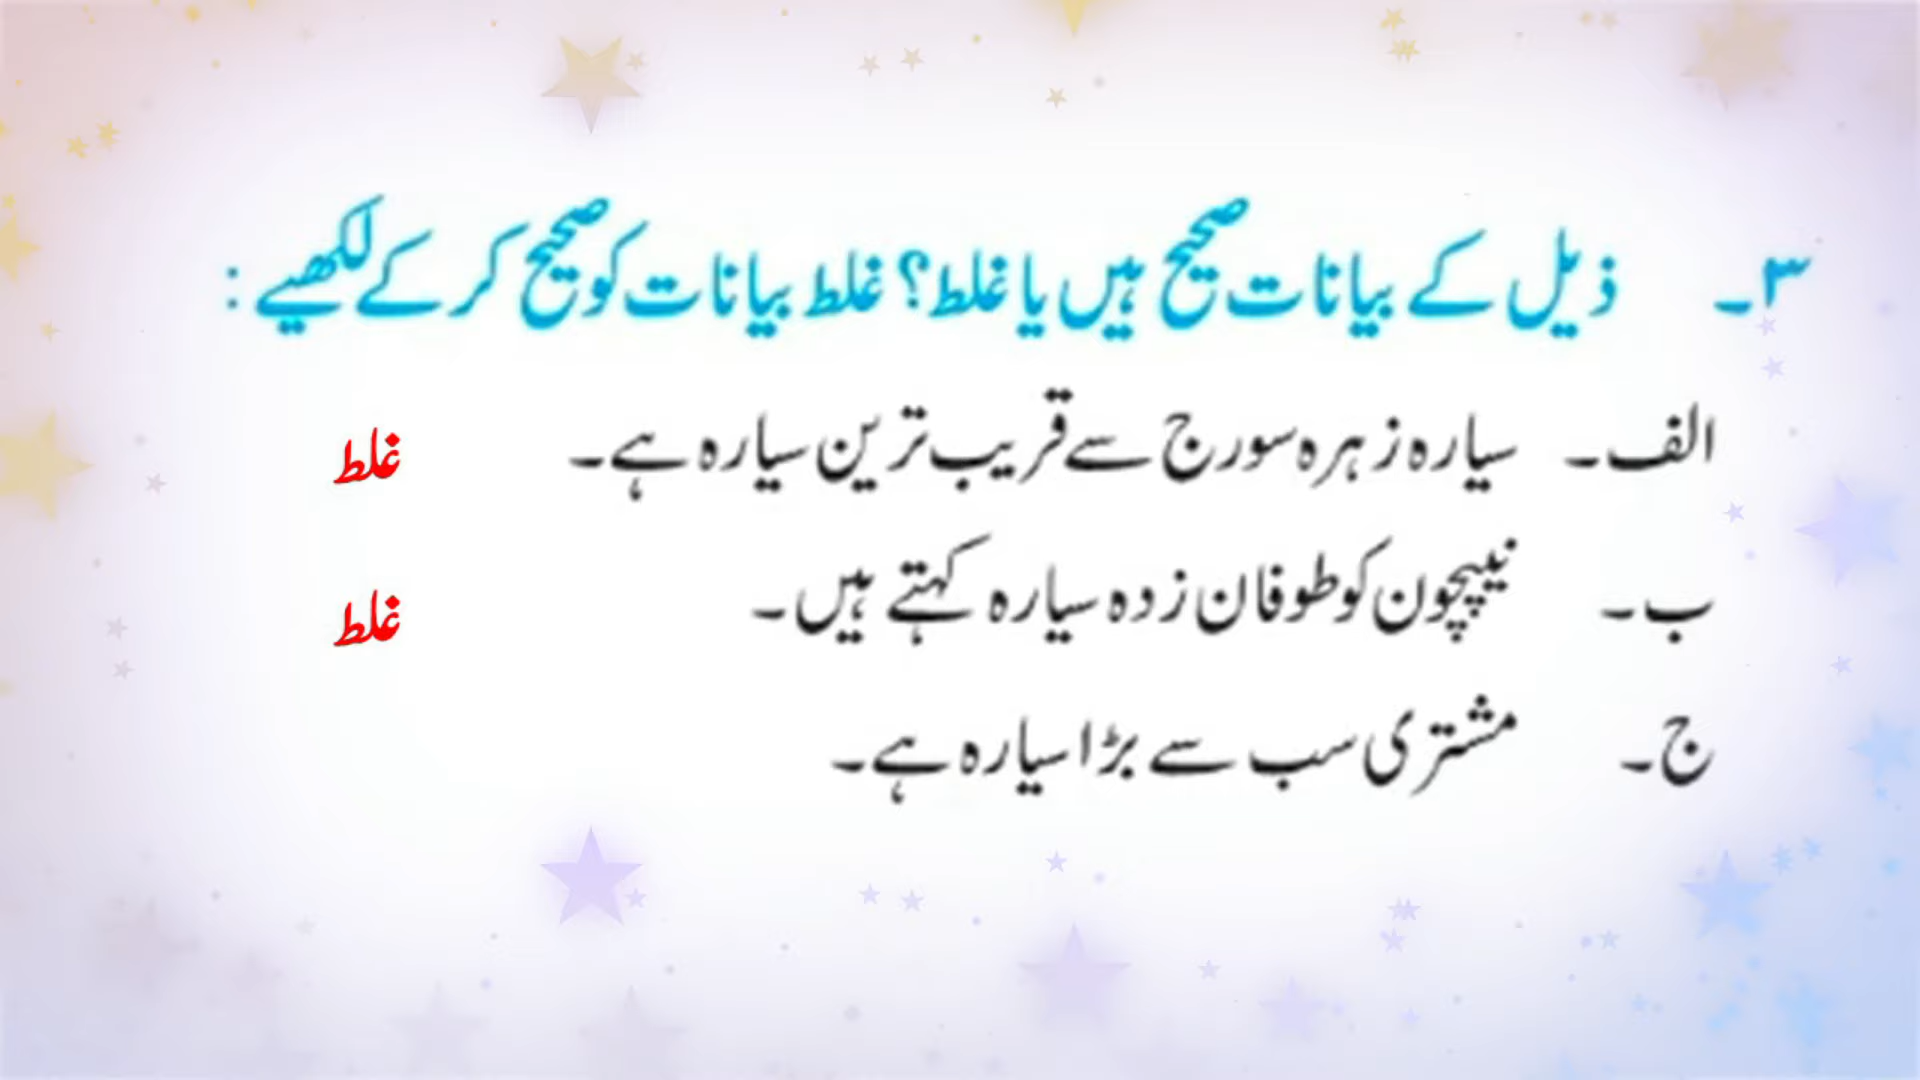 ۳۔ ذیل کے بیانات صحیح ہیں یا غلط؟ غلط بیانات کو صحیح کر کے لکھیے :
الف۔ سیارہ زہرہ سورج سے قریب ترین سیارہ ہے۔ غلط
ب۔ نیپچون کو طوفان زدہ سیارہ کہتے ہیں۔ غلط
ج۔ مشتری سب سے بڑا سیارہ ہے۔